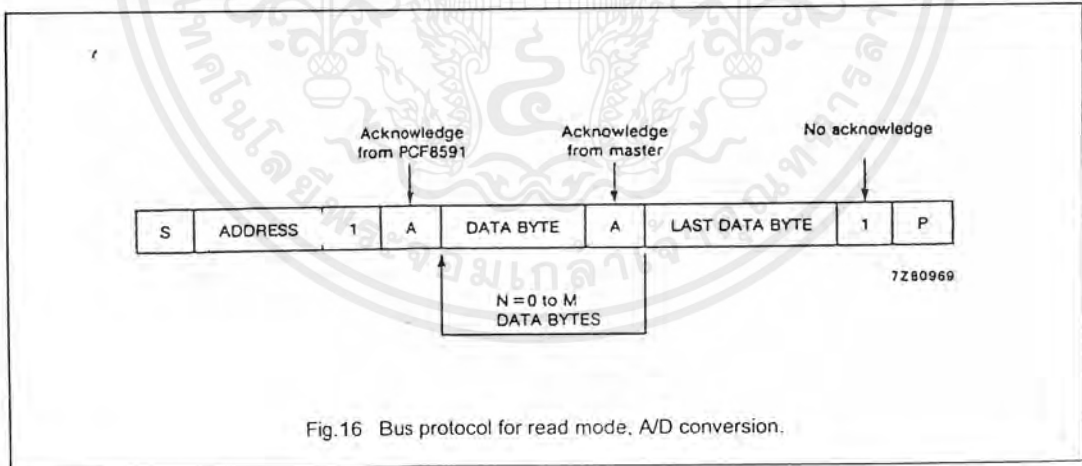 Acknowledge
from PCF8591
Acknowledge
from master
No acknowledge
S ADDRESS 1 A DATA BYTE A LAST DATA BYTE 1 P
7Z80969
N = 0 to M
DATA BYTES
Fig.16 Bus protocol for read mode, A/D conversion.